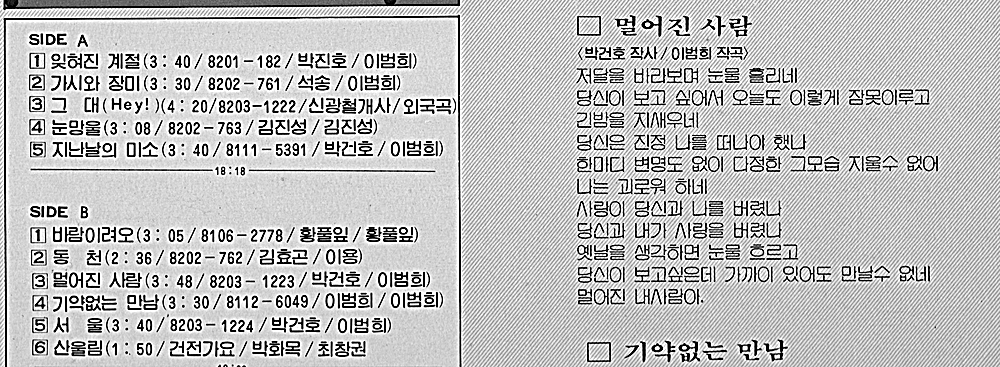 SIDE A
1 잊혀진 계절(3 : 40 / 8201-182 / 박진호 / 이범희)
2 가시와 장미(3 : 30 / 8202-761 / 석송 / 이범희)
3 그 대(Hey!)(4 : 20/8203-1222/신광철개사/외국곡)
4 눈망울(3 : 08 / 8202-763 / 김진성 / 김진성)
5 지난날의 미소(3 : 40 / 8111-5391 / 박건호 / 이범희)
18:18
SIDE B
1 바람이려오(3 : 05 / 8106-2778 / 황풀잎 / 황풀잎)
2 동 천(2 : 36 / 8202-762 / 김효곤 / 이용)
3 멀어진 사람(3 : 48 / 8203-1223 / 박건호 / 이범희)
4 기약없는 만남(3 : 30 / 8112-6049 / 이범희 / 이범희)
5 서 울(3 : 40 / 8203-1224 / 박건호 / 이범희)
6 산울림(1 : 50 / 건전가요 / 박화목 / 최창권
□ 멀어진 사람
〈박건호 작사 / 이범희 작곡〉
저달을 바라보며 눈물 흘리네
당신이 보고 싶어서 오늘도 이렇게 잠못이루고
긴밤을 지새우네
당신은 진정 나를 떠나야 했나
한마디 변명도 없이 다정한 그모습 지울수 없어
나는 괴로워 하네
사랑이 당신과 나를 버렸나
당신과 내가 사랑을 버렸나
옛날을 생각하면 눈물 흐르고
당신이 보고싶은데 가까이 있어도 만날수 없네
멀어진 내사람아.
□ 기약없는 만남